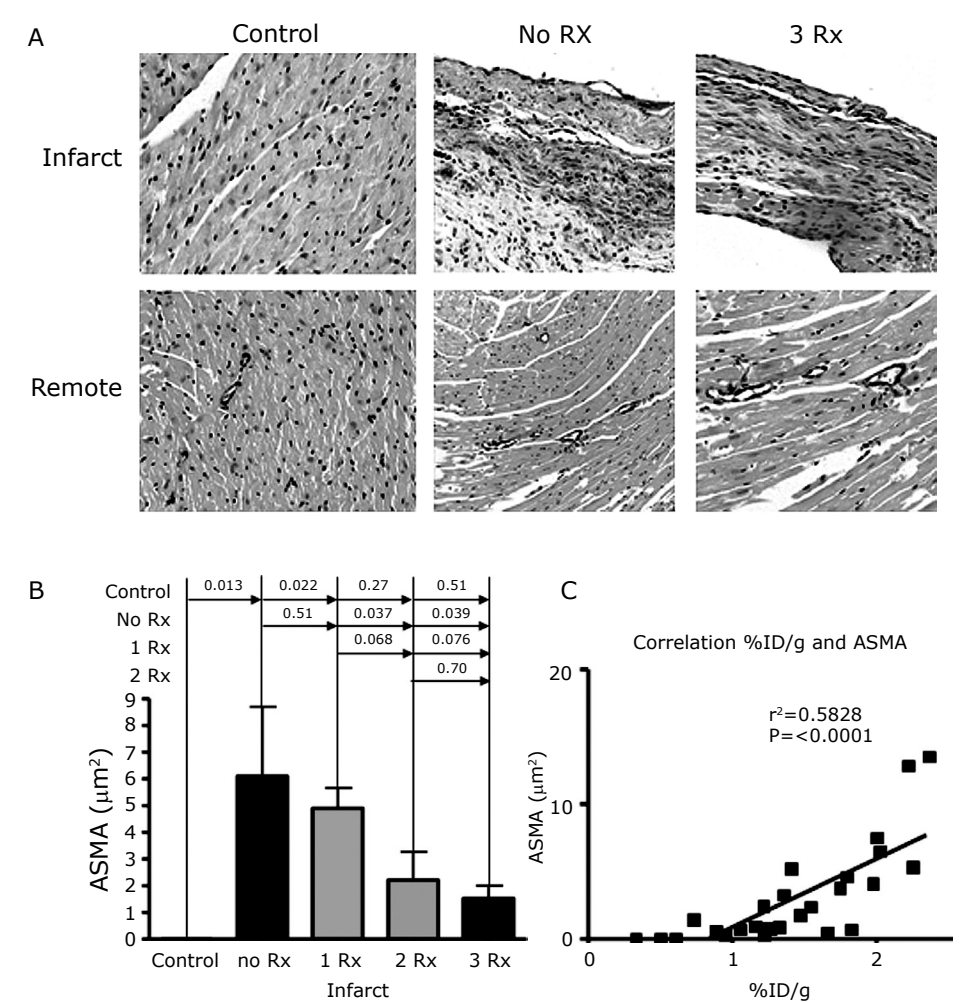 A
Control
No RX
3 Rx
Infarct
Remote
B
Control
0.013
0.022
0.27
0.51
No Rx
0.51
0.037
0.039
1 Rx
0.068
0.076
2 Rx
0.70
ASMA (μm²)
9
8
7
6
5
4
3
2
1
0
Control
no Rx
1 Rx
2 Rx
3 Rx
Infarct
C
Correlation %ID/g and ASMA
r²=0.5828
P=<0.0001
ASMA (μm²)
20
10
0
0
1
2
%ID/g